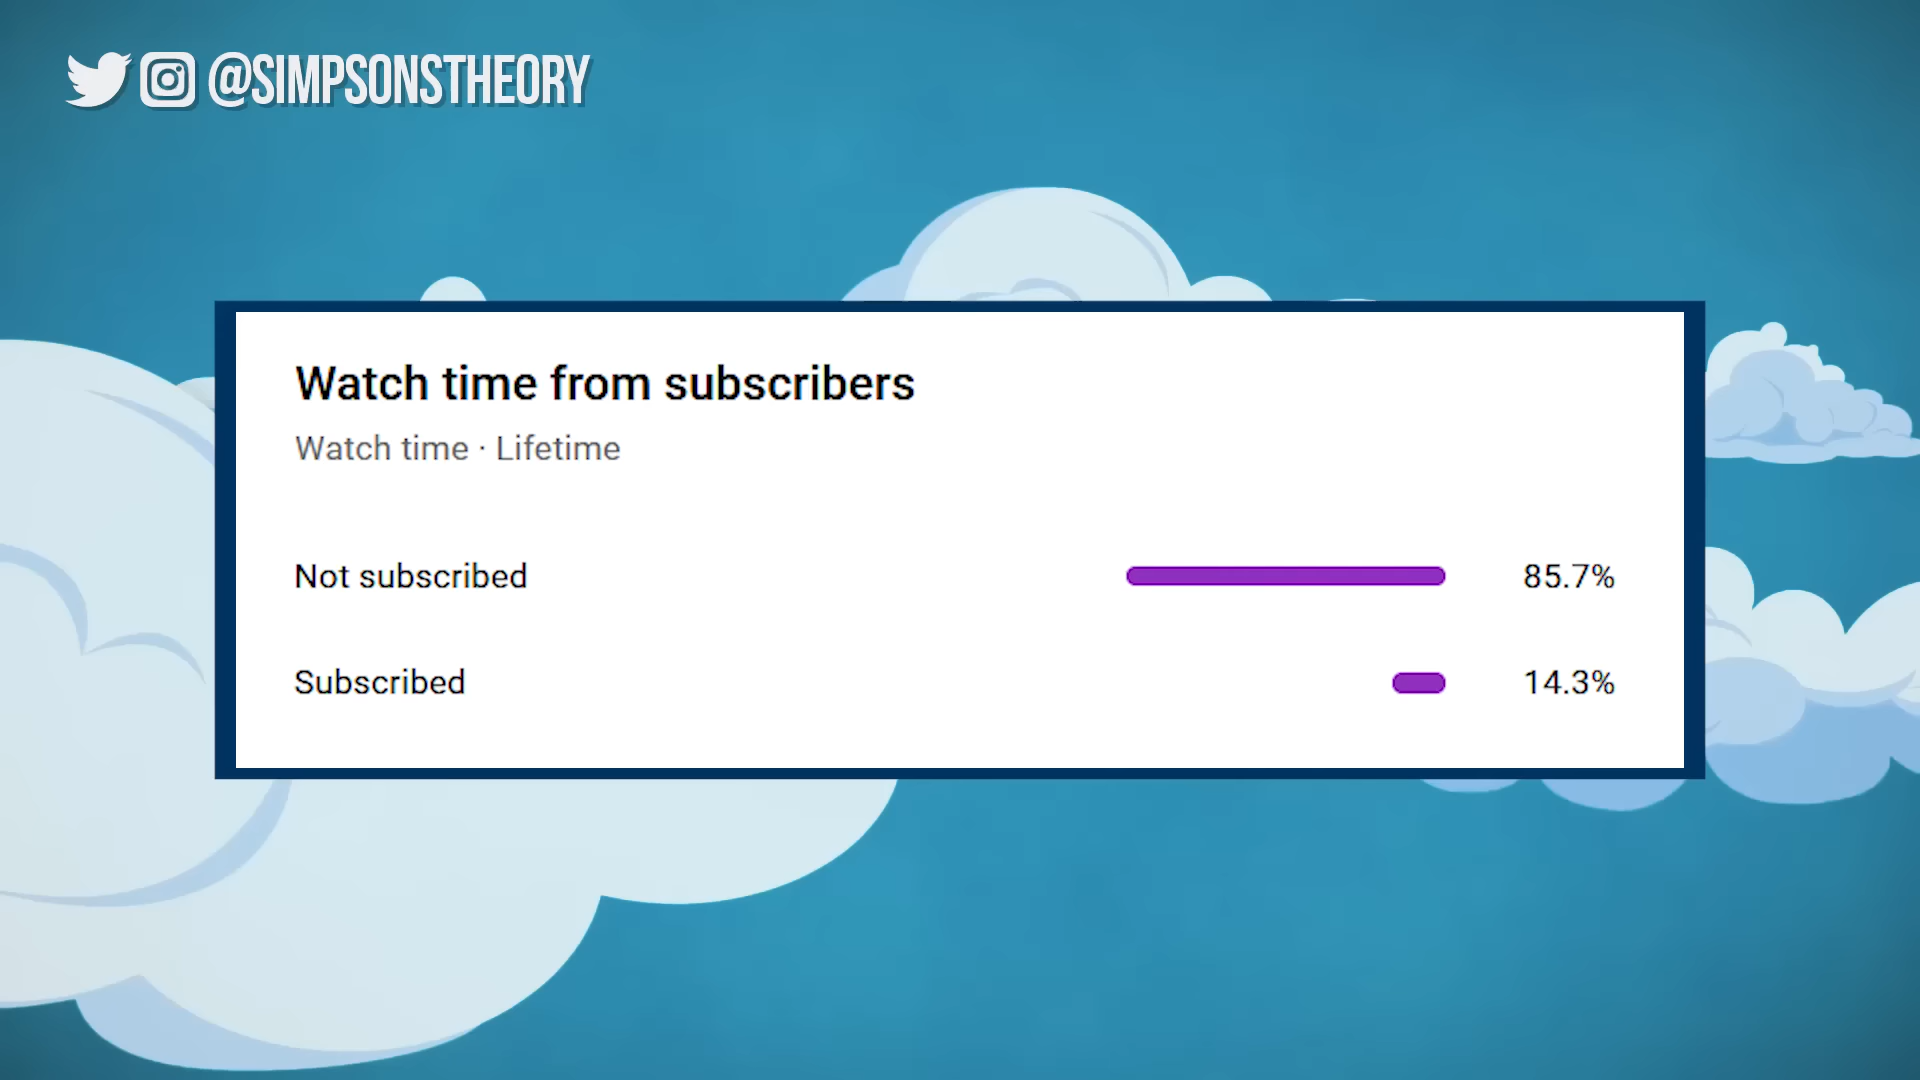 @SIMPSONSTHEORY
Watch time from subscribers
Watch time · Lifetime
Not subscribed 85.7%
Subscribed 14.3%